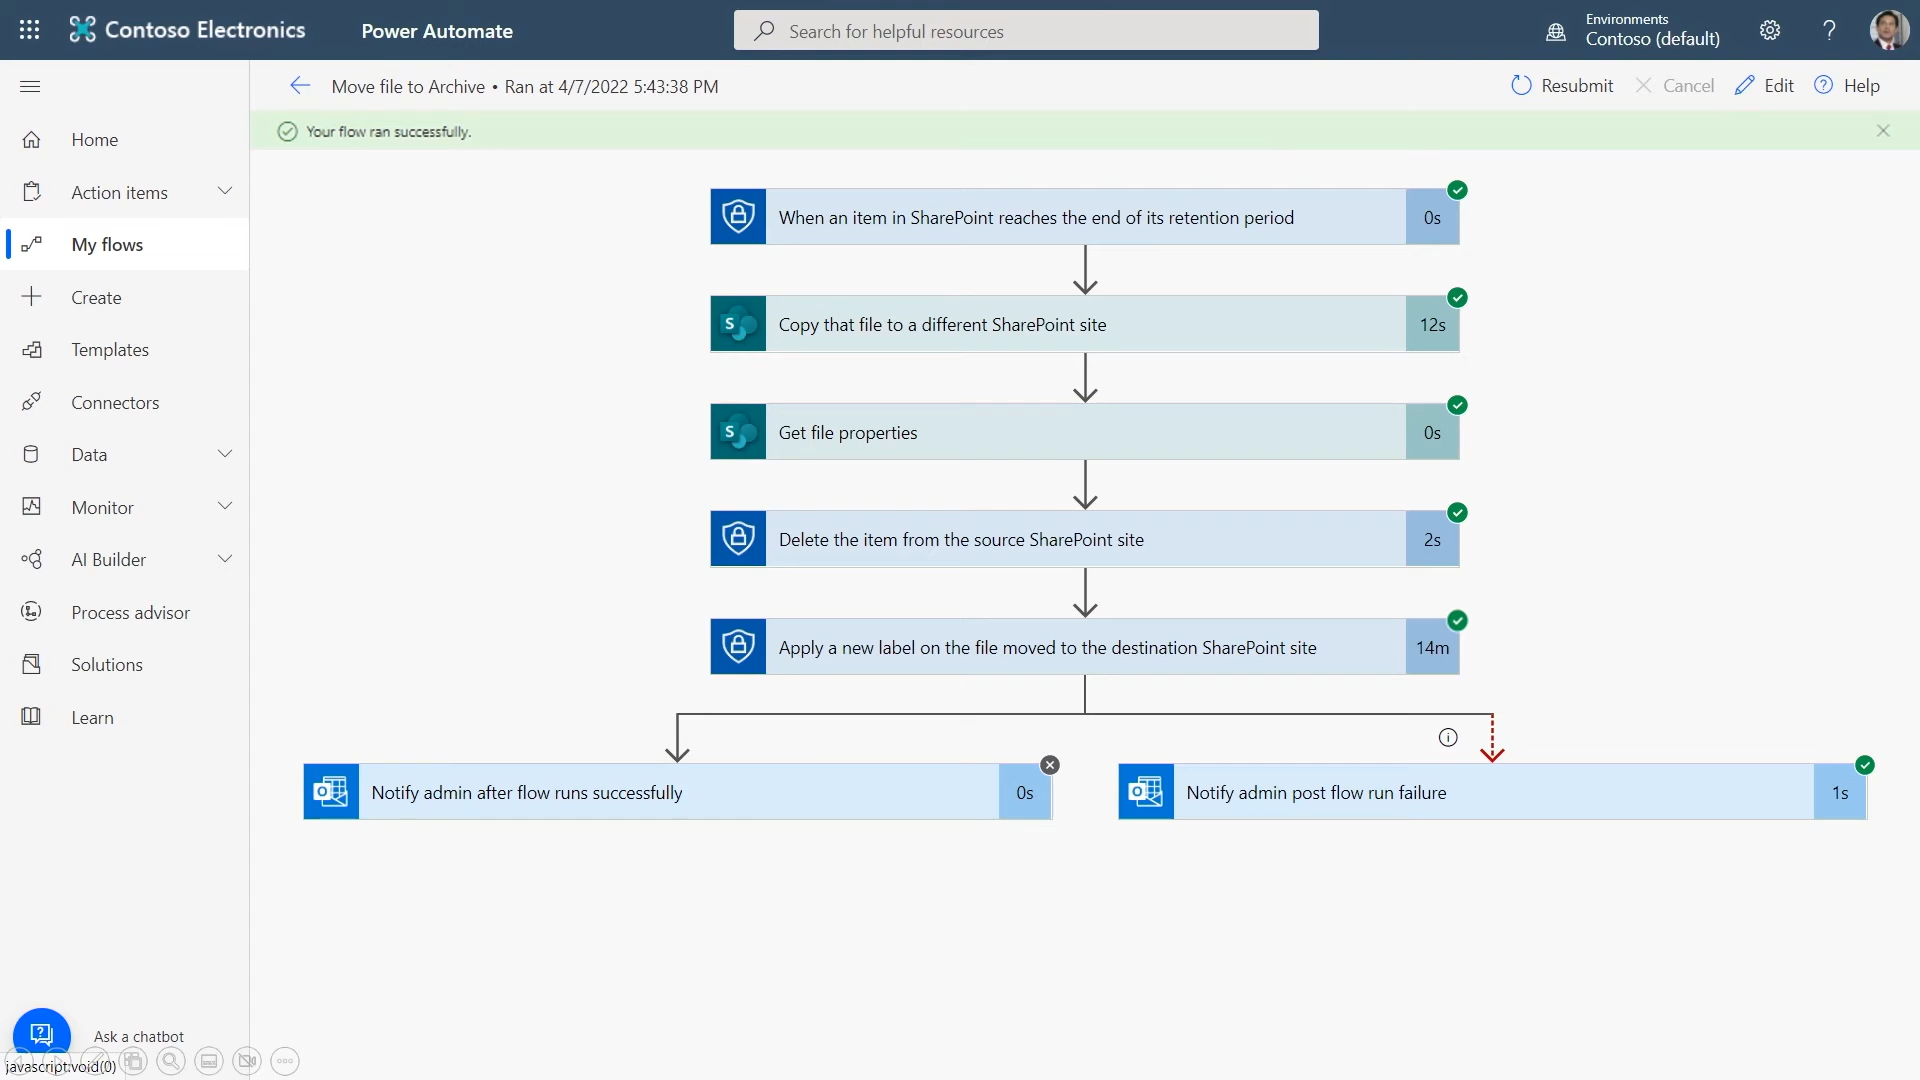 Contoso Electronics
Power Automate
Search for helpful resources
Environments
Contoso (default)
?
Move file to Archive • Ran at 4/7/2022 5:43:38 PM
Resubmit
Cancel
Edit
Help
Your flow ran successfully.
Home
Action items
My flows
Create
Templates
Connectors
Data
Monitor
AI Builder
Process advisor
Solutions
Learn
When an item in SharePoint reaches the end of its retention period
0s
Copy that file to a different SharePoint site
12s
Get file properties
0s
Delete the item from the source SharePoint site
2s
Apply a new label on the file moved to the destination SharePoint site
14m
Notify admin after flow runs successfully
0s
Notify admin post flow run failure
1s
Ask a chatbot
javascript:void(0)